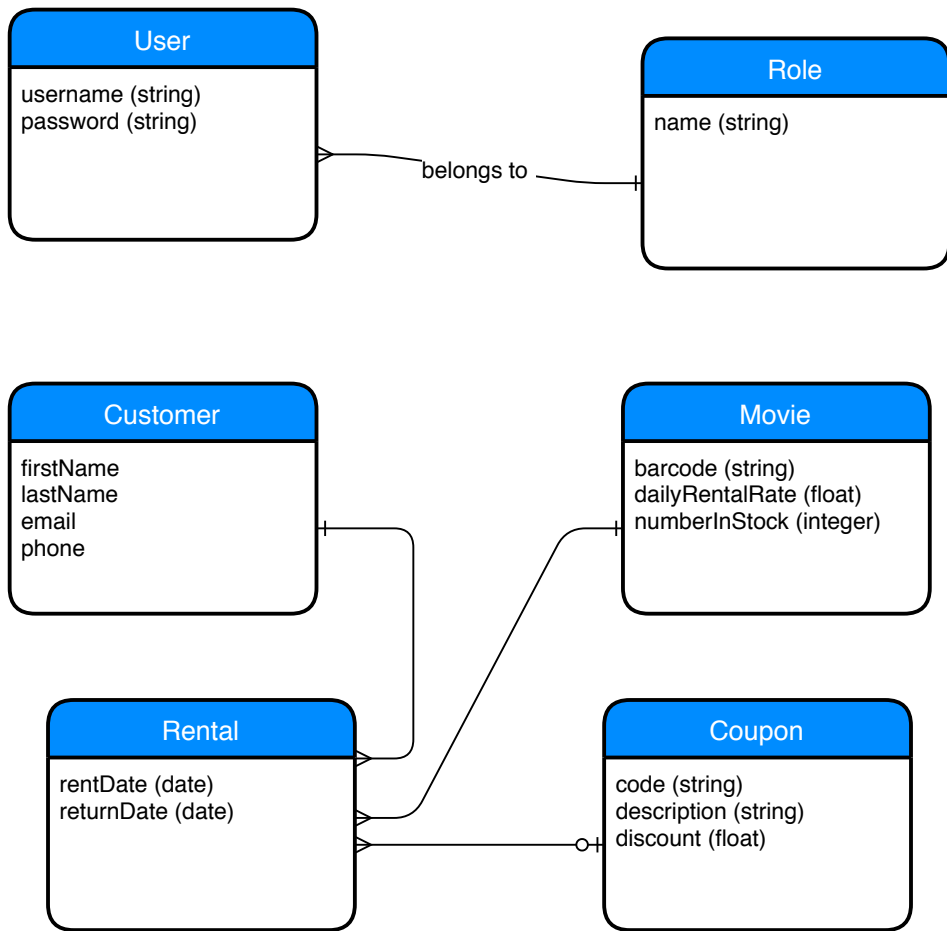 User
username (string)
password (string)
Role
name (string)
belongs to
Customer
firstName
lastName
email
phone
Movie
barcode (string)
dailyRentalRate (float)
numberInStock (integer)
Rental
rentDate (date)
returnDate (date)
Coupon
code (string)
description (string)
discount (float)